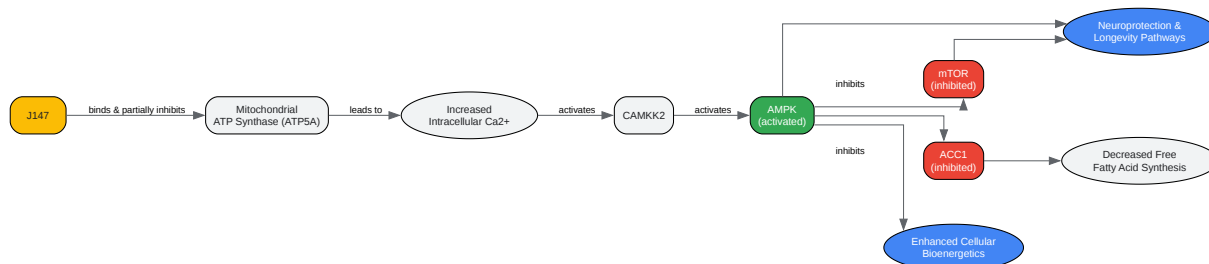 J147
binds & partially inhibits
Mitochondrial
ATP Synthase (ATP5A)
leads to
Increased
Intracellular Ca2+
activates
CAMKK2
activates
AMPK
(activated)
inhibits
inhibits
mTOR
(inhibited)
ACC1
(inhibited)
Neuroprotection &
Longevity Pathways
Decreased Free
Fatty Acid Synthesis
Enhanced Cellular
Bioenergetics